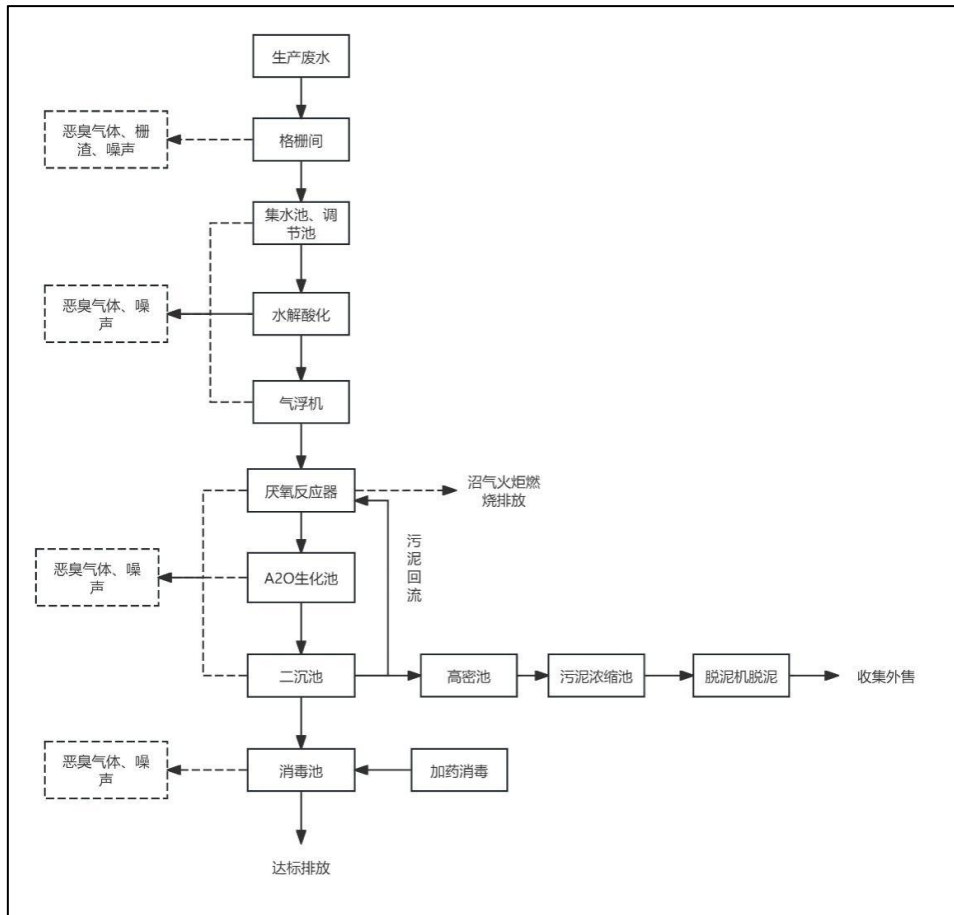 生产废水
恶臭气体、栅
渣、噪声
格栅间
集水池、调
节池
恶臭气体、噪
声
水解酸化
气浮机
厌氧反应器
沼气火炬燃
烧排放
污
泥
回
流
恶臭气体、噪
声
A2O生化池
二沉池
高密池
污泥浓缩池
脱泥机脱泥
收集外售
恶臭气体、噪
声
消毒池
加药消毒
达标排放